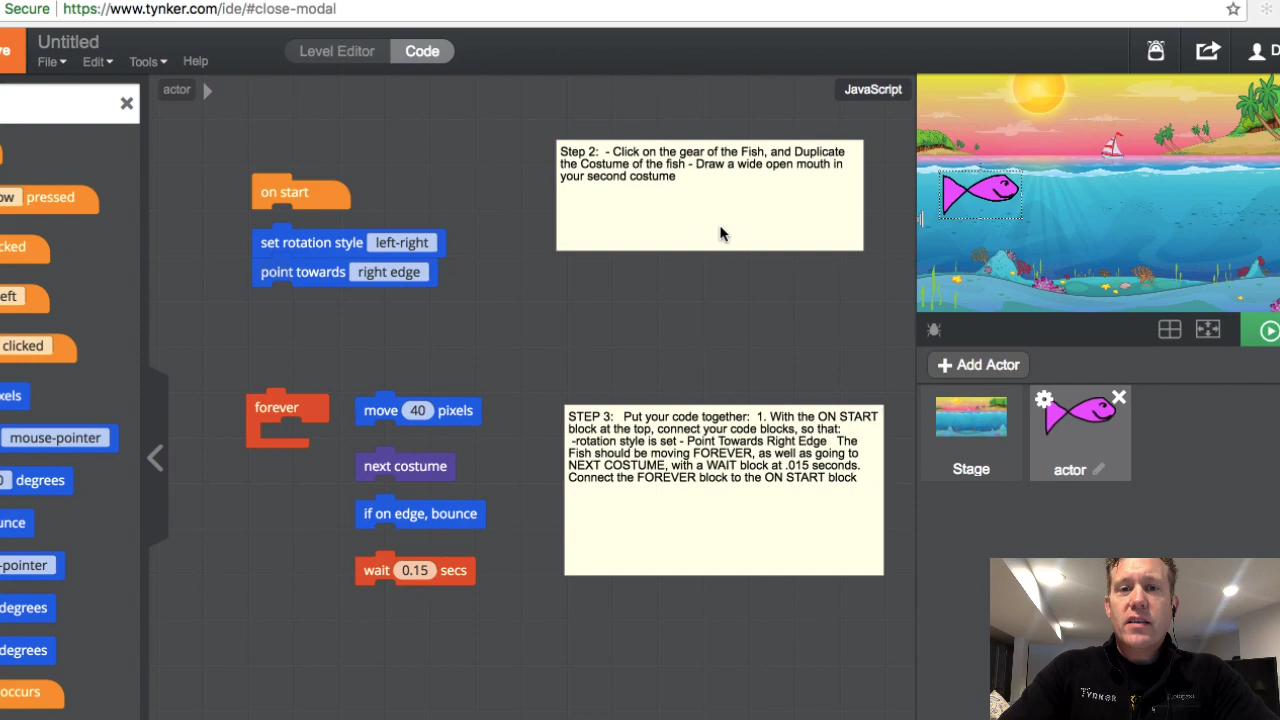 Secure https://www.tynker.com/ide/#close-modal
Untitled
File Edit Tools Help
Level Editor Code
actor
JavaScript
pressed
clicked
pixels
mouse-pointer
degrees
-pointer
degrees
degrees
occurs
on start
set rotation style left-right
point towards right edge
forever
move 40 pixels
next costume
if on edge, bounce
wait 0.15 secs
Step 2: - Click on the gear of the Fish, and Duplicate
the Costume of the fish - Draw a wide open mouth in
your second costume
STEP 3: Put your code together: 1. With the ON START
block at the top, connect your code blocks, so that:
-rotation style is set - Point Towards Right Edge The
Fish should be moving FOREVER, as well as going to
NEXT COSTUME, with a WAIT block at .015 seconds.
Connect the FOREVER block to the ON START block
+ Add Actor
Stage
actor
Tynker